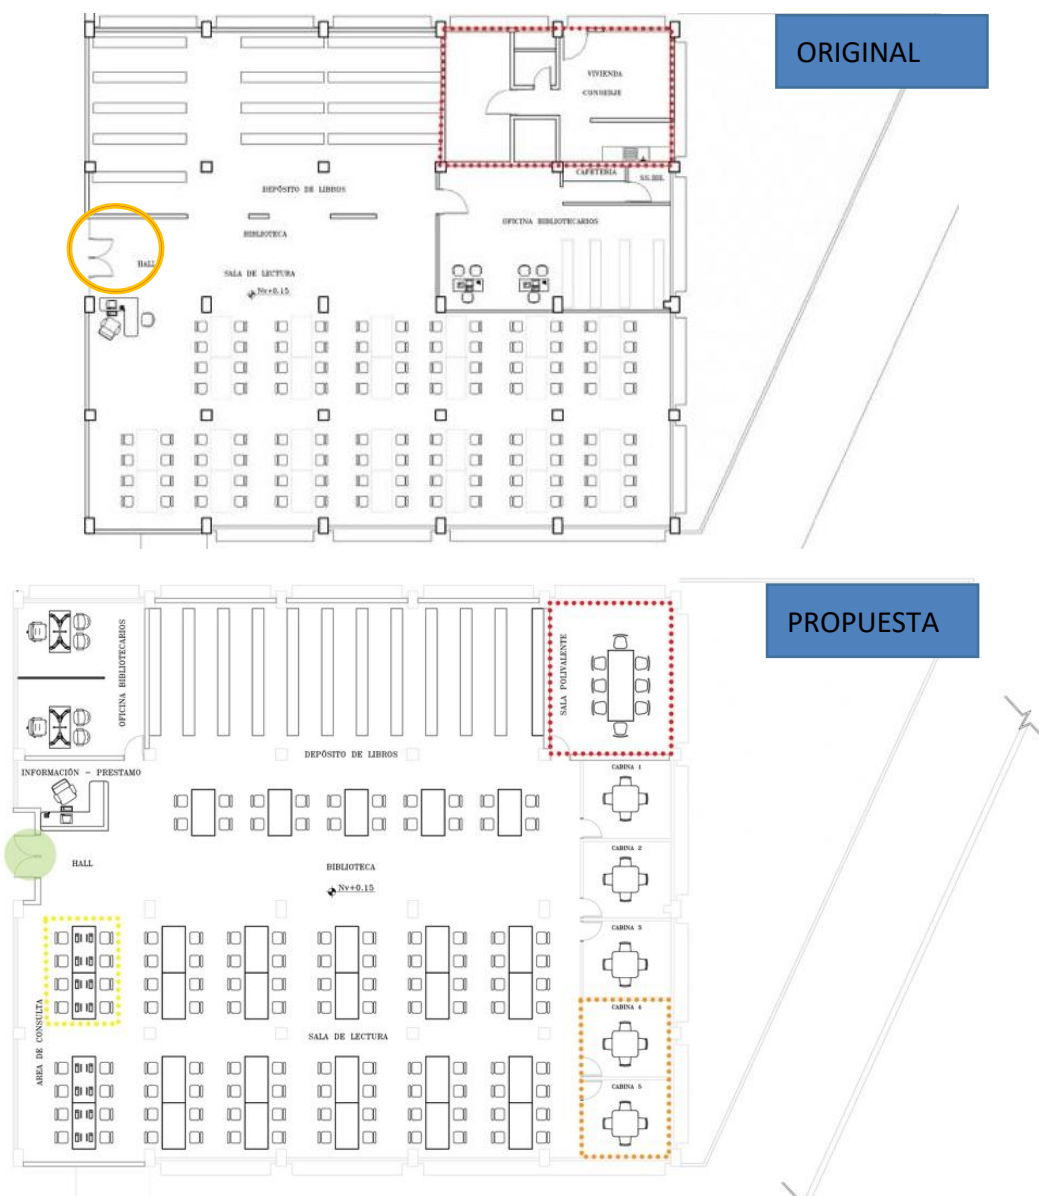 ORIGINAL
VIVIENDA
CONSERJE
CAFETERIA
SS.HH.
DEPÓSITO DE LIBROS
OFICINA BIBLIOTECARIOS
BIBLIOTECA
HALL
SALA DE LECTURA
Nv+0.15
PROPUESTA
OFICINA BIBLIOTECARIOS
SALA POLIVALENTE
DEPÓSITO DE LIBROS
INFORMACIÓN - PRESTAMO
CABINA 1
CABINA 2
HALL
BIBLIOTECA
Nv+0.15
CABINA 3
AREA DE CONSULTA
CABINA 4
SALA DE LECTURA
CABINA 5